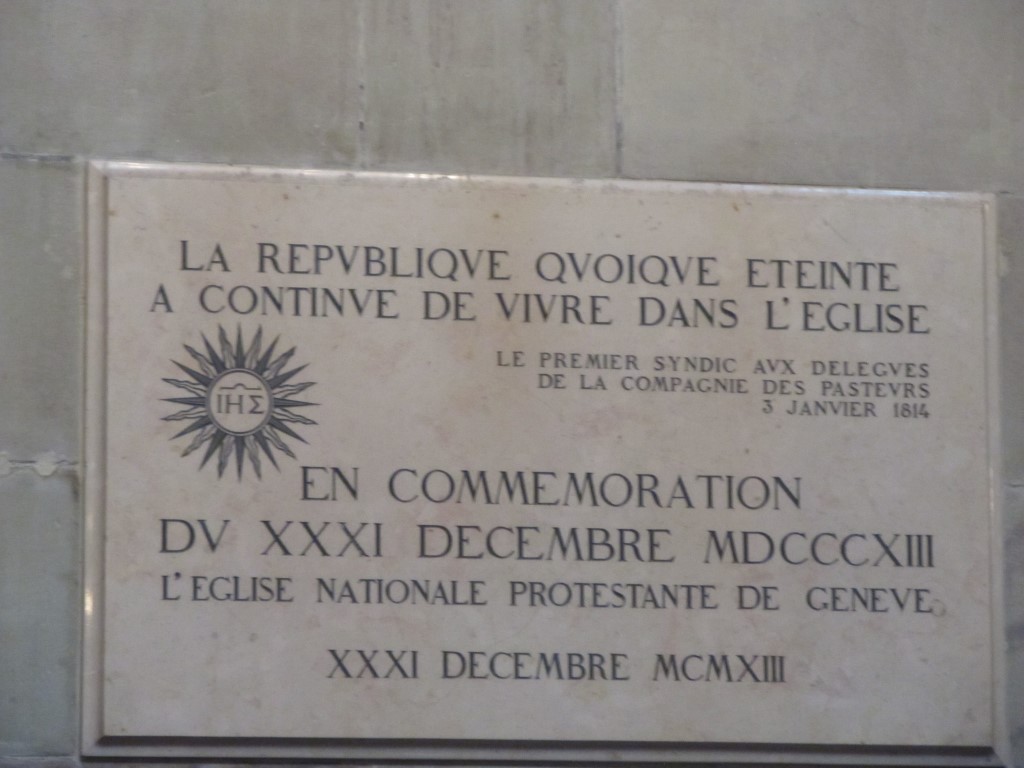 LA REPVBLIQVE QVOIQVE ETEINTE
A CONTINVE DE VIVRE DANS L'EGLISE
LE PREMIER SYNDIC AVX DELEGVES
DE LA COMPAGNIE DES PASTEVRS
3 JANVIER 1814
IHΣ
EN COMMEMORATION
DV XXXI DECEMBRE MDCCCXIII
L'EGLISE NATIONALE PROTESTANTE DE GENEVE
XXXI DECEMBRE MCMXIII